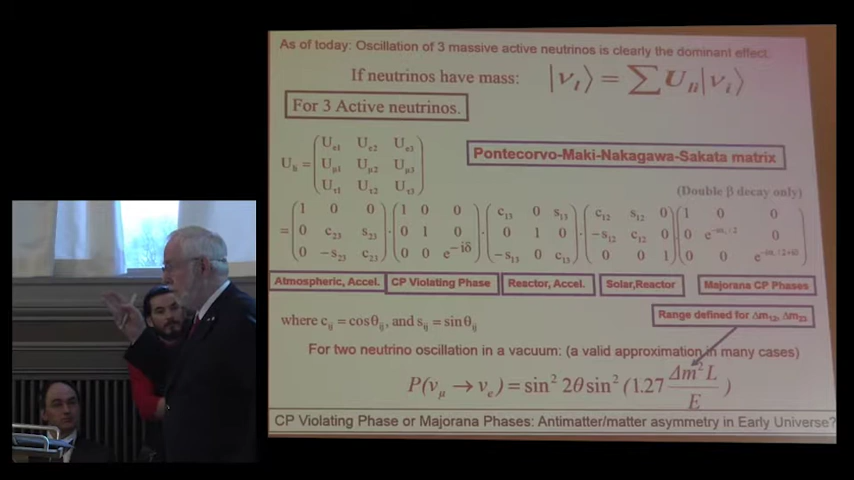 As of today: Oscillation of 3 massive active neutrinos is clearly the dominant effect.
If neutrinos have mass: |ν_l⟩ = ∑ U_li |ν_i⟩
For 3 Active neutrinos.
U_li = ( U_e1 U_e2 U_e3
U_μ1 U_μ2 U_μ3
U_τ1 U_τ2 U_τ3 )
Pontecorvo-Maki-Nakagawa-Sakata matrix
(Double β decay only)
= ( 1 0 0
0 c_23 s_23
0 -s_23 c_23 ) · ( 1 0 0
0 1 0
0 0 e^-iδ ) · ( c_13 0 s_13
0 1 0
-s_13 0 c_13 ) · ( c_12 s_12 0
-s_12 c_12 0
0 0 1 ) ( 1 0 0
0 0
0 0 )
Atmospheric, Accel.
CP Violating Phase
Reactor, Accel.
Solar,Reactor
Majorana CP Phases
where c_ij = cosθ_ij, and s_ij = sinθ_ij
Range defined for Δm_12, Δm_23
For two neutrino oscillation in a vacuum: (a valid approximation in many cases)
P(ν_μ → ν_e) = sin² 2θ sin² (1.27 Δm² L / E )
CP Violating Phase or Majorana Phases: Antimatter/matter asymmetry in Early Universe?